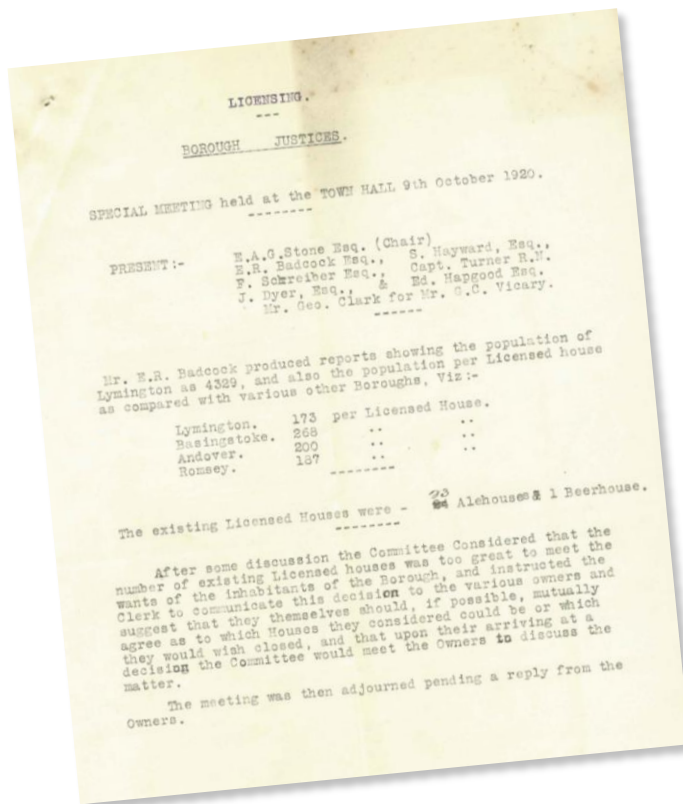 LICENSING.
---
BOROUGH JUSTICES.
SPECIAL MEETING held at the TOWN HALL 9th October 1920.
--------
PRESENT:- E.A.G.Stone Esq. (Chair)
E.R. Badcock Esq., S. Hayward, Esq.,
F. Schreiber Esq., Capt. Turner R.N.
J. Dyer, Esq., & Ed. Hapgood Esq.
Mr. Geo. Clark for Mr. C.C. Vicary.
------
Mr. E.R. Badcock produced reports showing the population of
Lymington as 4329, and also the population per Licensed house
as compared with various other Boroughs, Viz:-
Lymington. 173 per Licensed House.
Basingstoke. 268 .. ..
Andover. 200 .. ..
Romsey. 187 .. ..
--------
The existing Licensed Houses were - 23 Alehouses & 1 Beerhouse.
--------
After some discussion the Committee Considered that the
number of existing Licensed houses was too great to meet the
wants of the inhabitants of the Borough, and instructed the
Clerk to communicate this decision to the various owners and
suggest that they themselves should, if possible, mutually
agree as to which Houses they considered could be or which
they would wish closed, and that upon their arriving at a
decision the Committee would meet the Owners to discuss the
matter.
The meeting was then adjourned pending a reply from the
Owners.